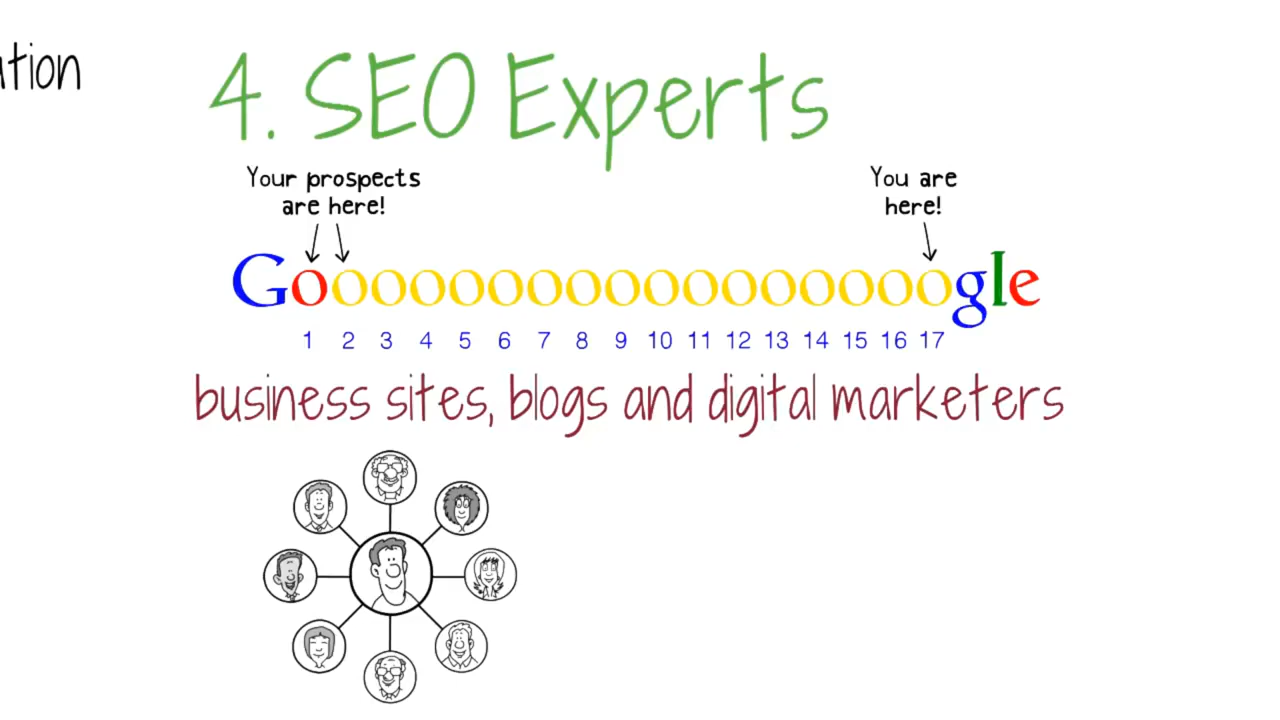 ation
4. SEO Experts
Your prospects
are here!
You are
here!
Gooooooooooooooooogle
1 2 3 4 5 6 7 8 9 10 11 12 13 14 15 16 17
business sites, blogs and digital marketers